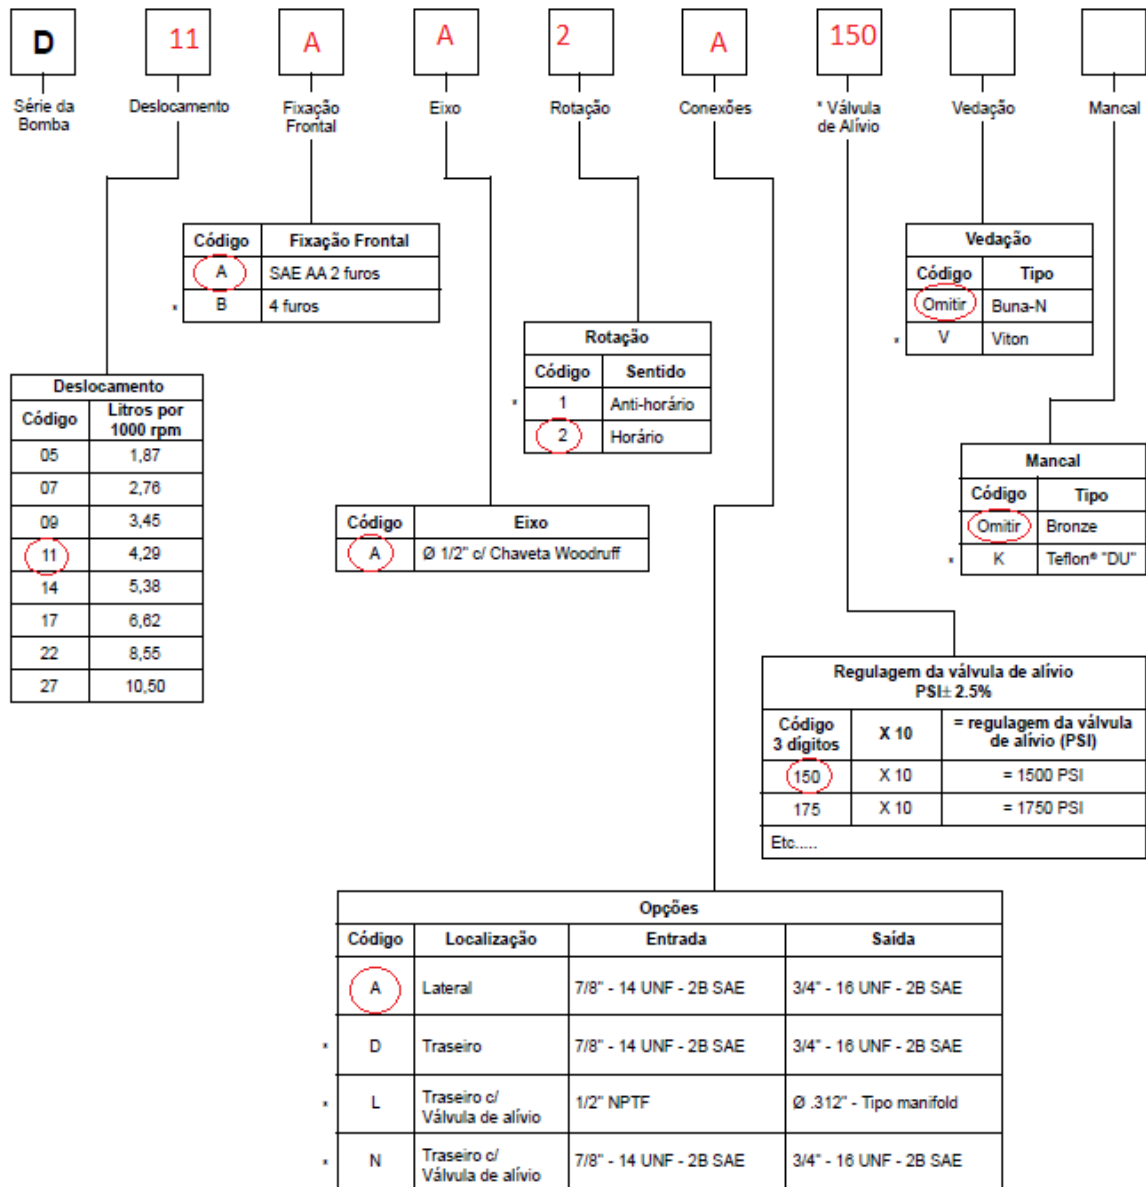 D 11 A A 2 A 150
Série da Bomba
Deslocamento
Fixação Frontal
Eixo
Rotação
Conexões
* Válvula de Alívio
Vedação
Mancal
Código Fixação Frontal
A SAE AA 2 furos
* B 4 furos
Vedação
Código Tipo
Omitir Buna-N
* V Viton
Rotação
Código Sentido
* 1 Anti-horário
2 Horário
Deslocamento
Código Litros por 1000 rpm
05 1,87
07 2,76
09 3,45
11 4,29
14 5,38
17 6,62
22 8,55
27 10,50
Mancal
Código Tipo
Omitir Bronze
* K Teflon® "DU"
Código Eixo
A Ø 1/2" c/ Chaveta Woodruff
Regulagem da válvula de alívio
PSI± 2.5%
Código 3 dígitos X 10 = regulagem da válvula de alívio (PSI)
150 X 10 = 1500 PSI
175 X 10 = 1750 PSI
Etc.....
Opções
Código Localização Entrada Saída
A Lateral 7/8" - 14 UNF - 2B SAE 3/4" - 16 UNF - 2B SAE
* D Traseiro 7/8" - 14 UNF - 2B SAE 3/4" - 16 UNF - 2B SAE
* L Traseiro c/ Válvula de alívio 1/2" NPTF Ø .312" - Tipo manifold
* N Traseiro c/ Válvula de alívio 7/8" - 14 UNF - 2B SAE 3/4" - 16 UNF - 2B SAE